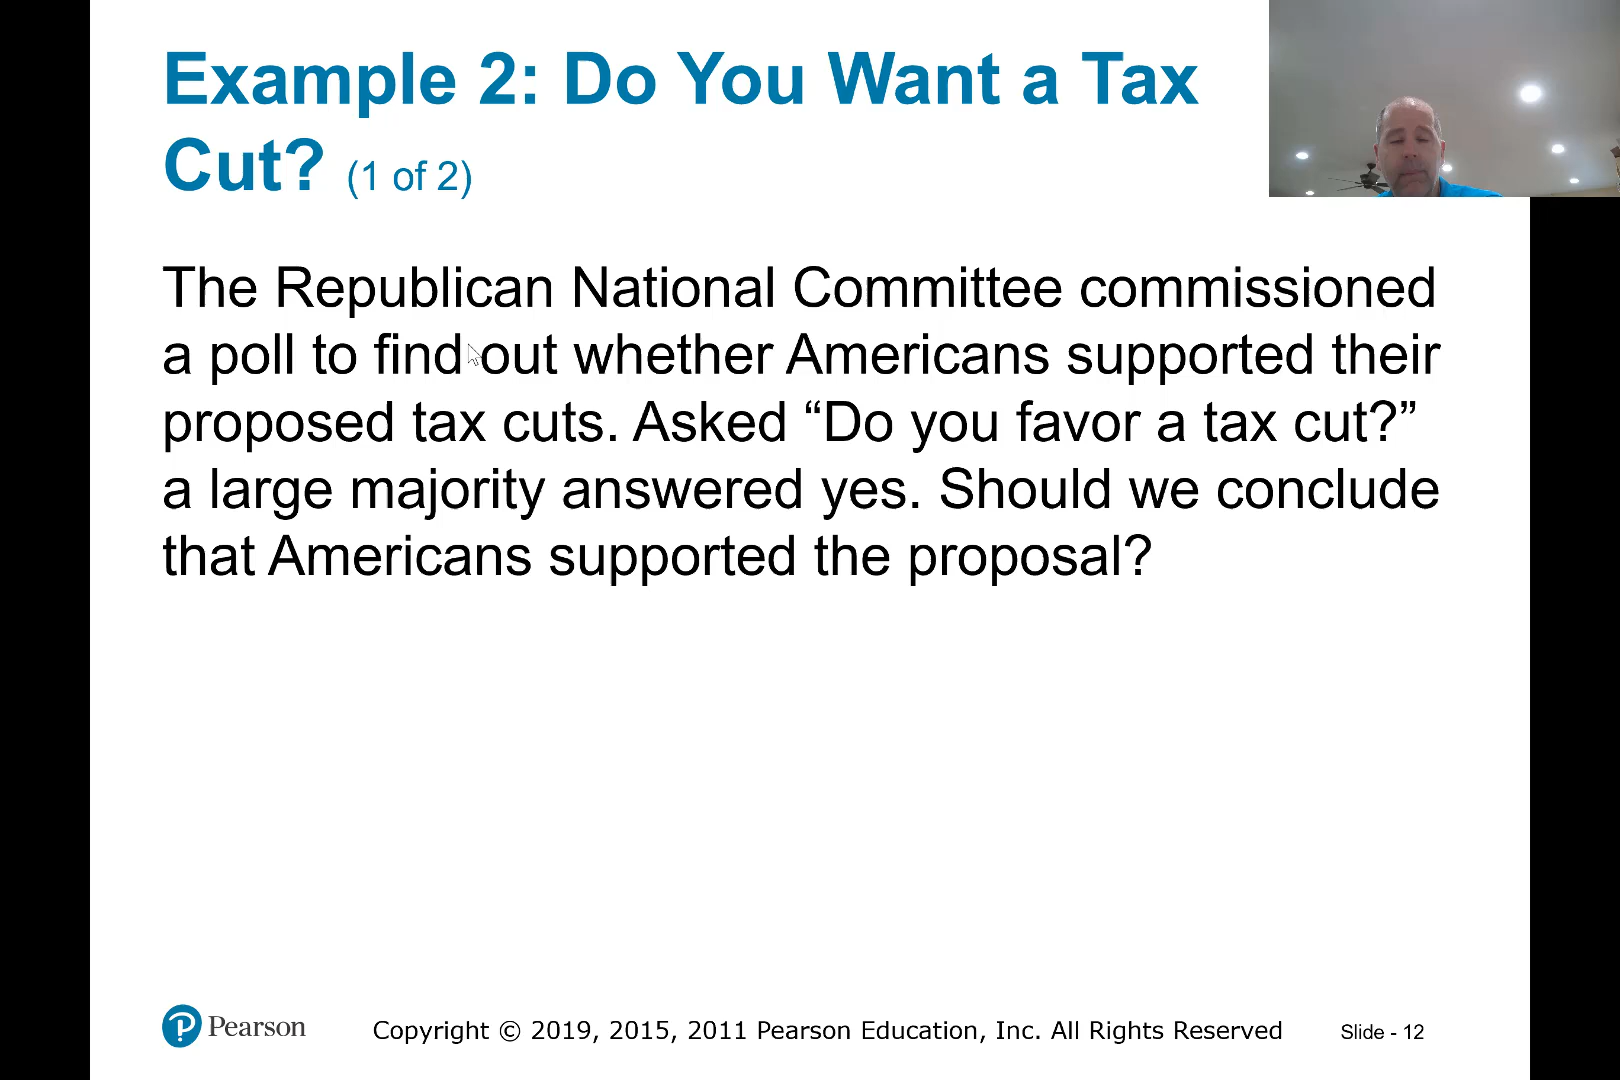 Example 2: Do You Want a Tax
Cut? (1 of 2)
The Republican National Committee commissioned
a poll to find out whether Americans supported their
proposed tax cuts. Asked “Do you favor a tax cut?”
a large majority answered yes. Should we conclude
that Americans supported the proposal?
Pearson
Copyright © 2019, 2015, 2011 Pearson Education, Inc. All Rights Reserved
Slide - 12